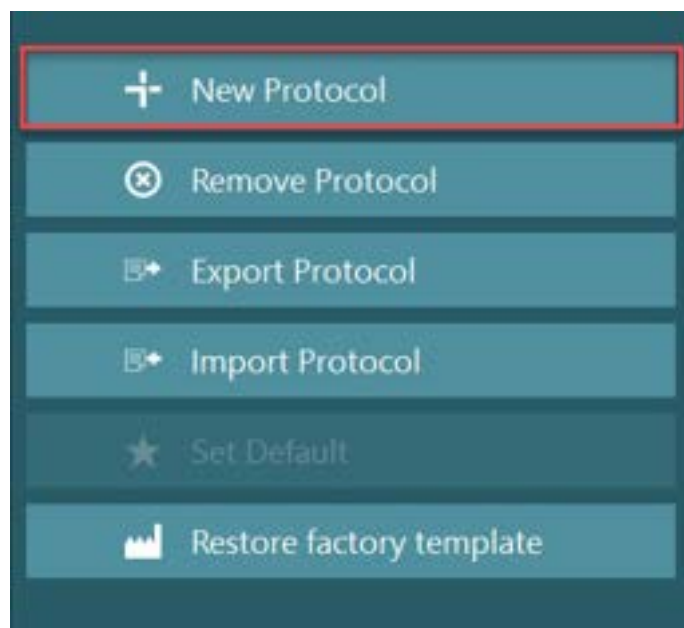 New Protocol
Remove Protocol
Export Protocol
Import Protocol
Set Default
Restore factory template